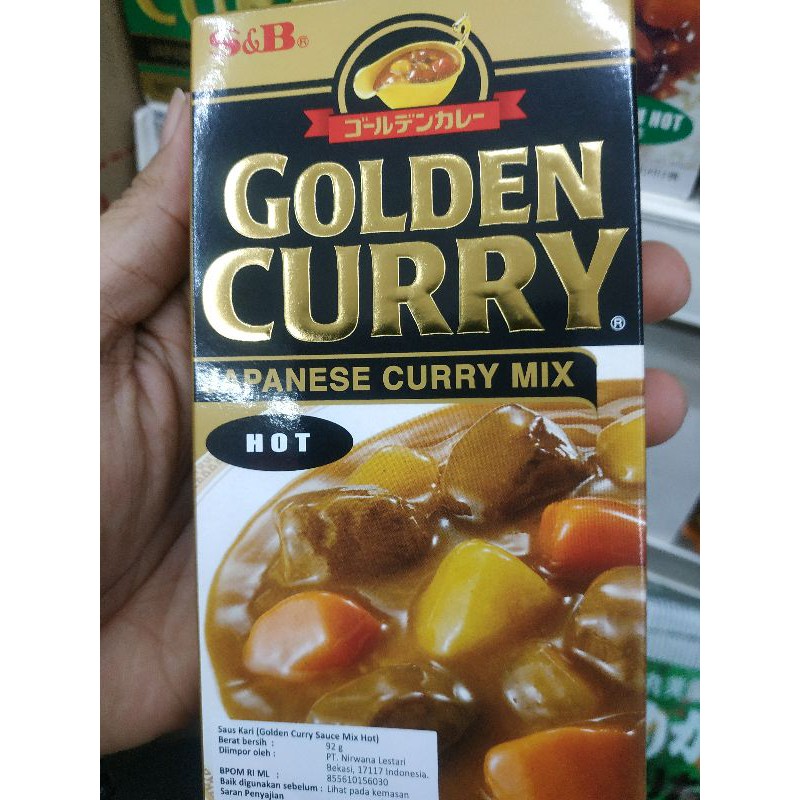 S&B®
ゴールデンカレー
GOLDEN
CURRY®
JAPANESE CURRY MIX
HOT
Saus Kari (Golden Curry Sauce Mix Hot)
Berat bersih : 92 g
Diimpor oleh : PT. Nirwana Lestari
Bekasi, 17117 Indonesia.
BPOM RI ML : 855610156030
Baik digunakan sebelum : Lihat pada kemasan
Saran Penyajian
HOT